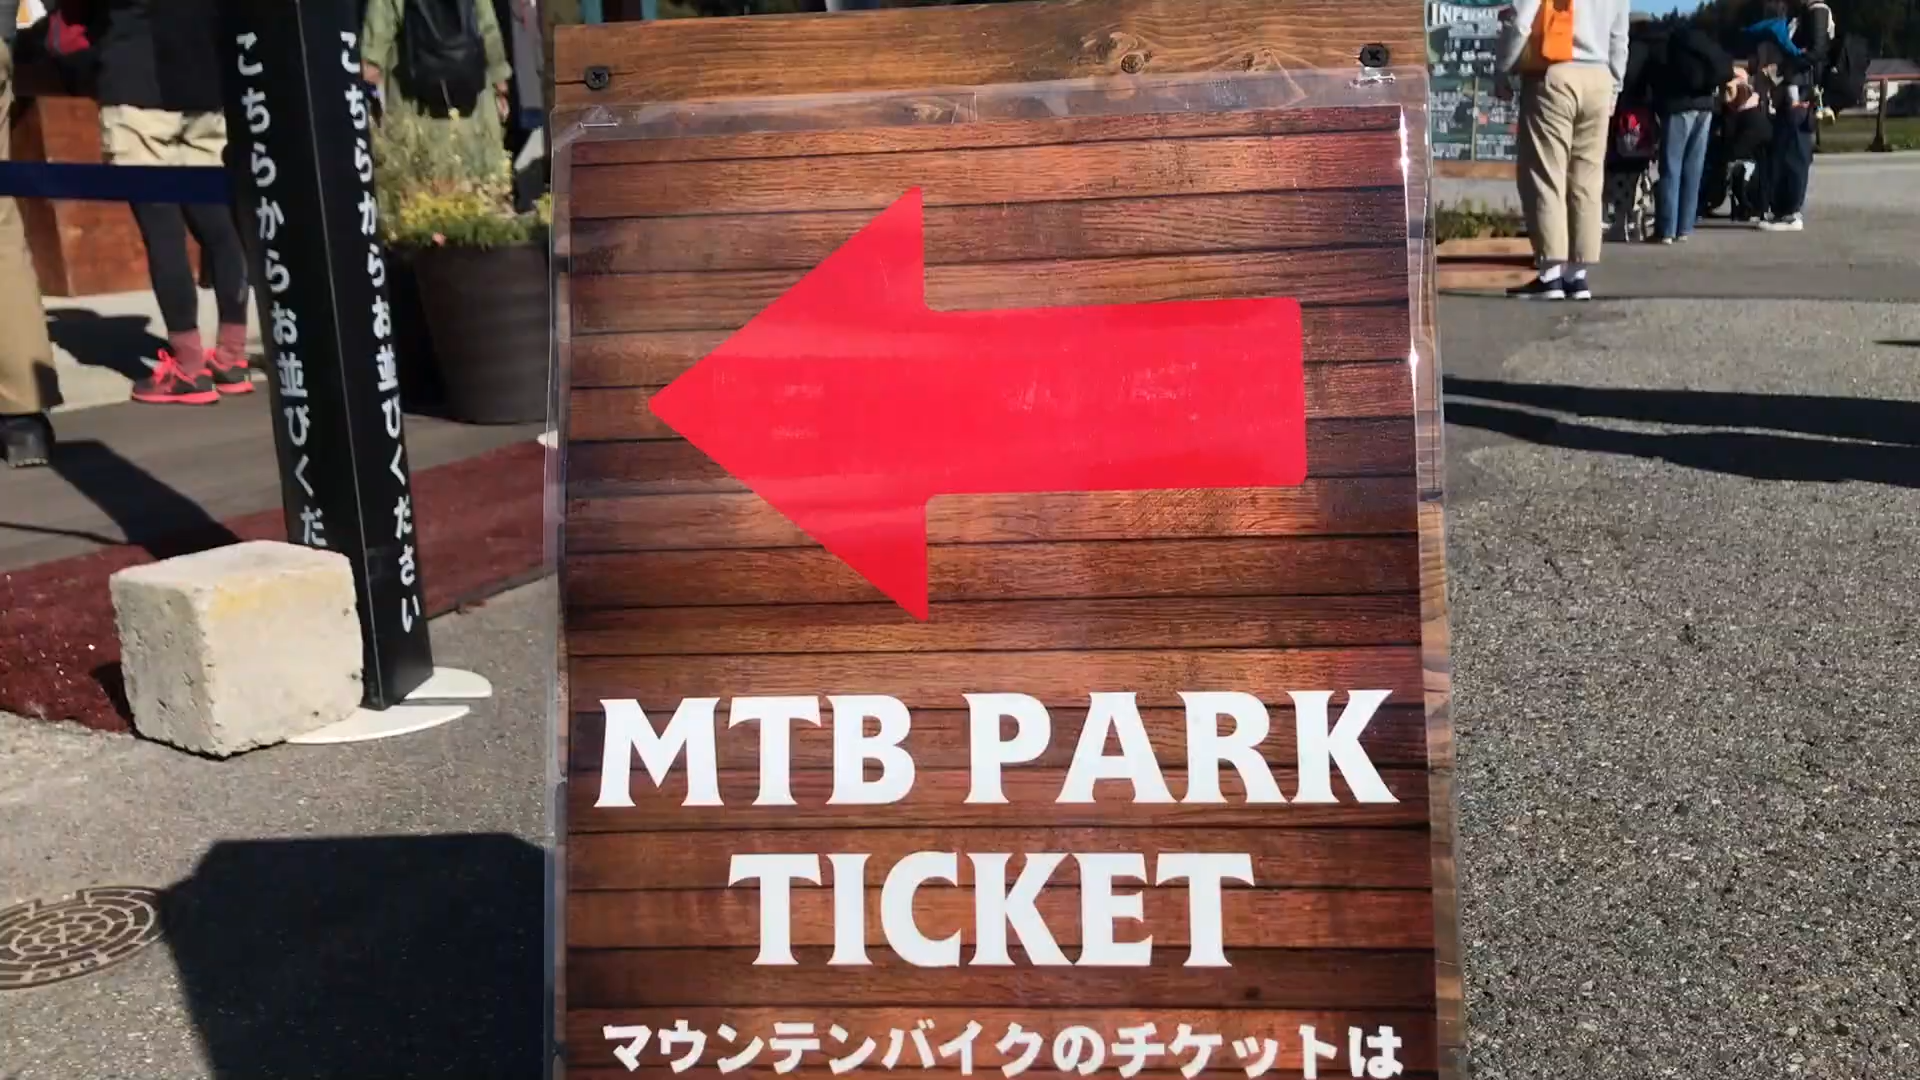 こちらからお並びくだ
こちらからお並びください
INFORMAT
MTB PARK
TICKET
マウンテンバイクのチケットは